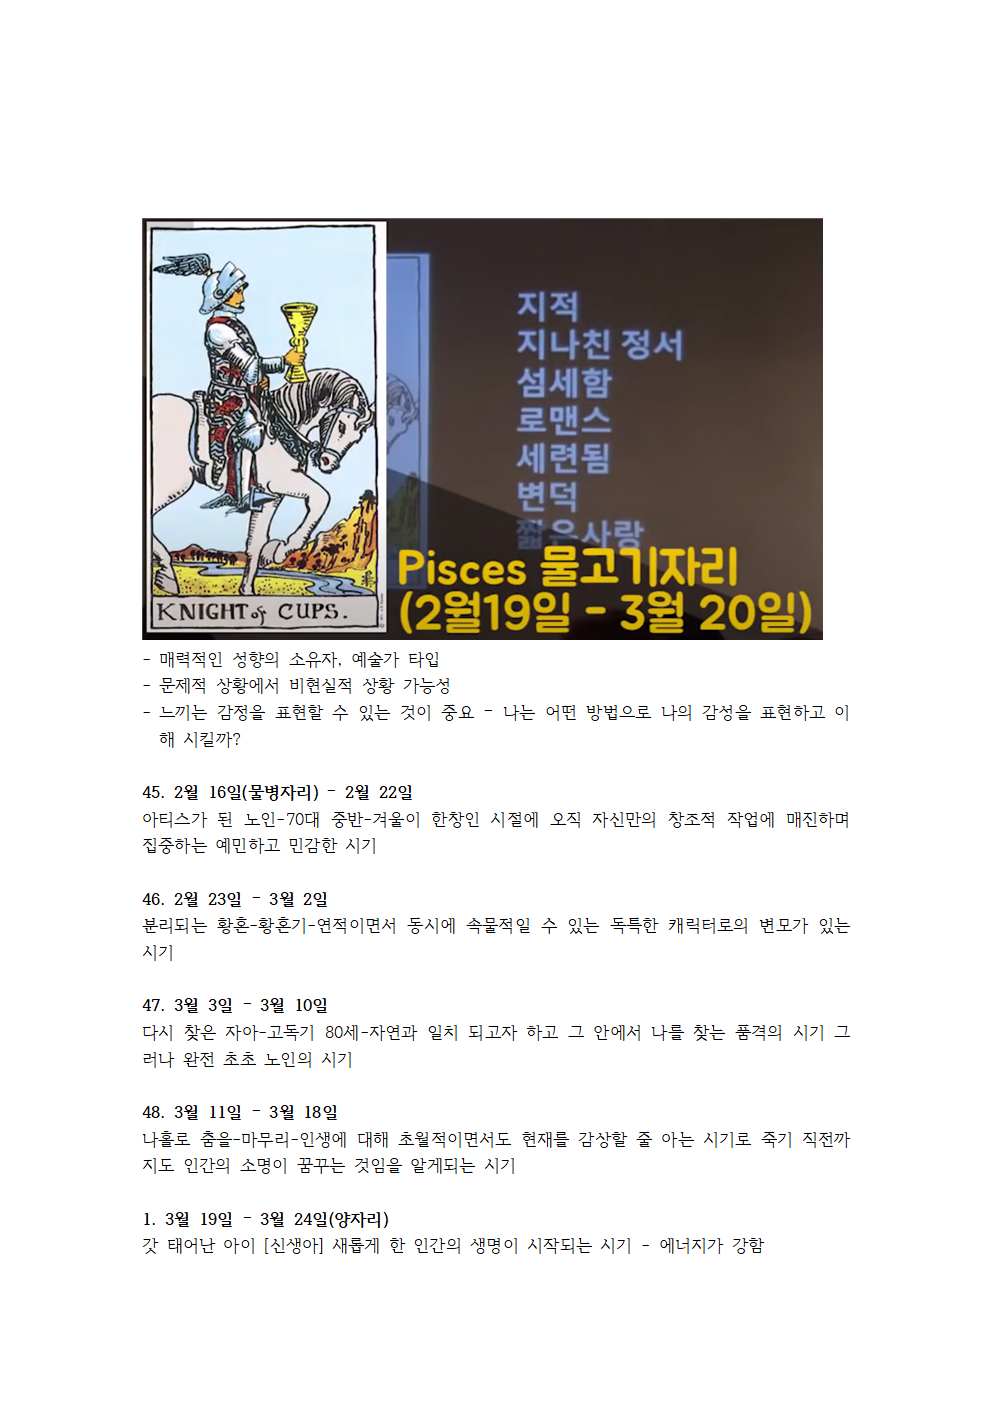 KNIGHT of CUPS.
지적
지나친 정서
섬세함
로맨스
세련됨
변덕
짧은사랑
Pisces 물고기자리
(2월19일 - 3월 20일)
- 매력적인 성향의 소유자, 예술가 타입
- 문제적 상황에서 비현실적 상황 가능성
- 느끼는 감정을 표현할 수 있는 것이 중요 - 나는 어떤 방법으로 나의 감성을 표현하고 이
해 시킬까?
45. 2월 16일(물병자리) - 2월 22일
아티스가 된 노인-70대 중반-겨울이 한창인 시절에 오직 자신만의 창조적 작업에 매진하며
집중하는 예민하고 민감한 시기
46. 2월 23일 - 3월 2일
분리되는 황혼-황혼기-연적이면서 동시에 속물적일 수 있는 독특한 캐릭터로의 변모가 있는
시기
47. 3월 3일 - 3월 10일
다시 찾은 자아-고독기 80세-자연과 일치 되고자 하고 그 안에서 나를 찾는 품격의 시기 그
러나 완전 초초 노인의 시기
48. 3월 11일 - 3월 18일
나홀로 춤을-마무리-인생에 대해 초월적이면서도 현재를 감상할 줄 아는 시기로 죽기 직전까
지도 인간의 소명이 꿈꾸는 것임을 알게되는 시기
1. 3월 19일 - 3월 24일(양자리)
갓 태어난 아이 [신생아] 새롭게 한 인간의 생명이 시작되는 시기 - 에너지가 강함